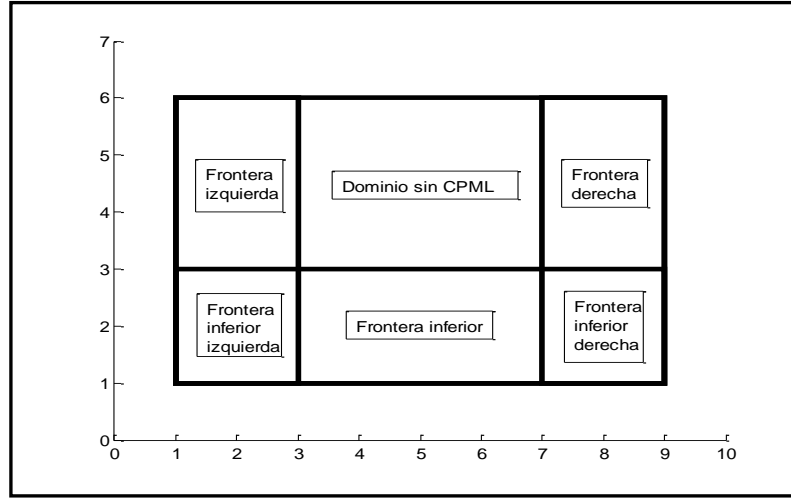 7
6
5
4
3
2
1
0
Frontera
izquierda
Dominio sin CPML
Frontera
derecha
Frontera
inferior
izquierda
Frontera inferior
Frontera
inferior
derecha
0 1 2 3 4 5 6 7 8 9 10